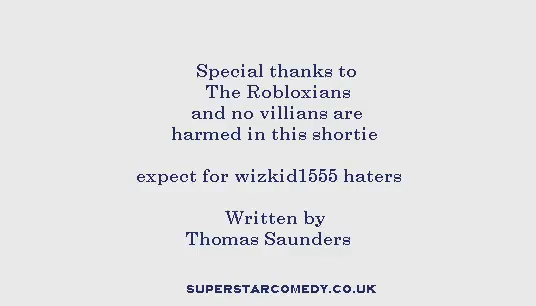 Special thanks to
The Robloxians
and no villians are
harmed in this shortie
expect for wizkid1555 haters
Written by
Thomas Saunders
SUPERSTARCOMEDY.CO.UK